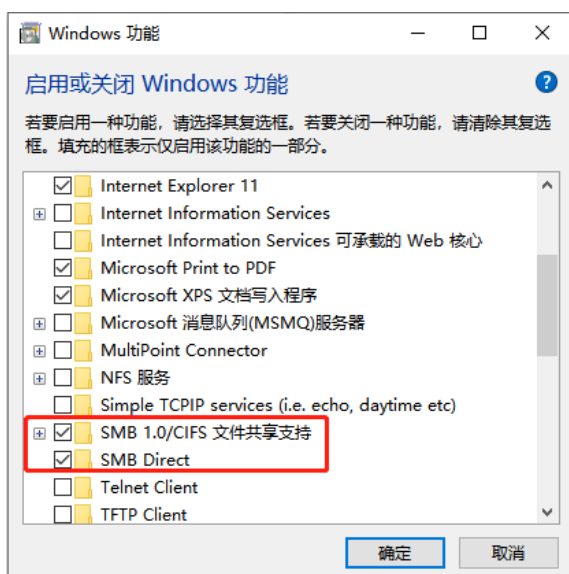 Windows 功能
启用或关闭 Windows 功能
若要启用一种功能，请选择其复选框。若要关闭一种功能，请清除其复选
框。填充的框表示仅启用该功能的一部分。
Internet Explorer 11
Internet Information Services
Internet Information Services 可承载的 Web 核心
Microsoft Print to PDF
Microsoft XPS 文档写入程序
Microsoft 消息队列(MSMQ)服务器
MultiPoint Connector
NFS 服务
Simple TCPIP services (i.e. echo, daytime etc)
SMB 1.0/CIFS 文件共享支持
SMB Direct
Telnet Client
TFTP Client
确定
取消